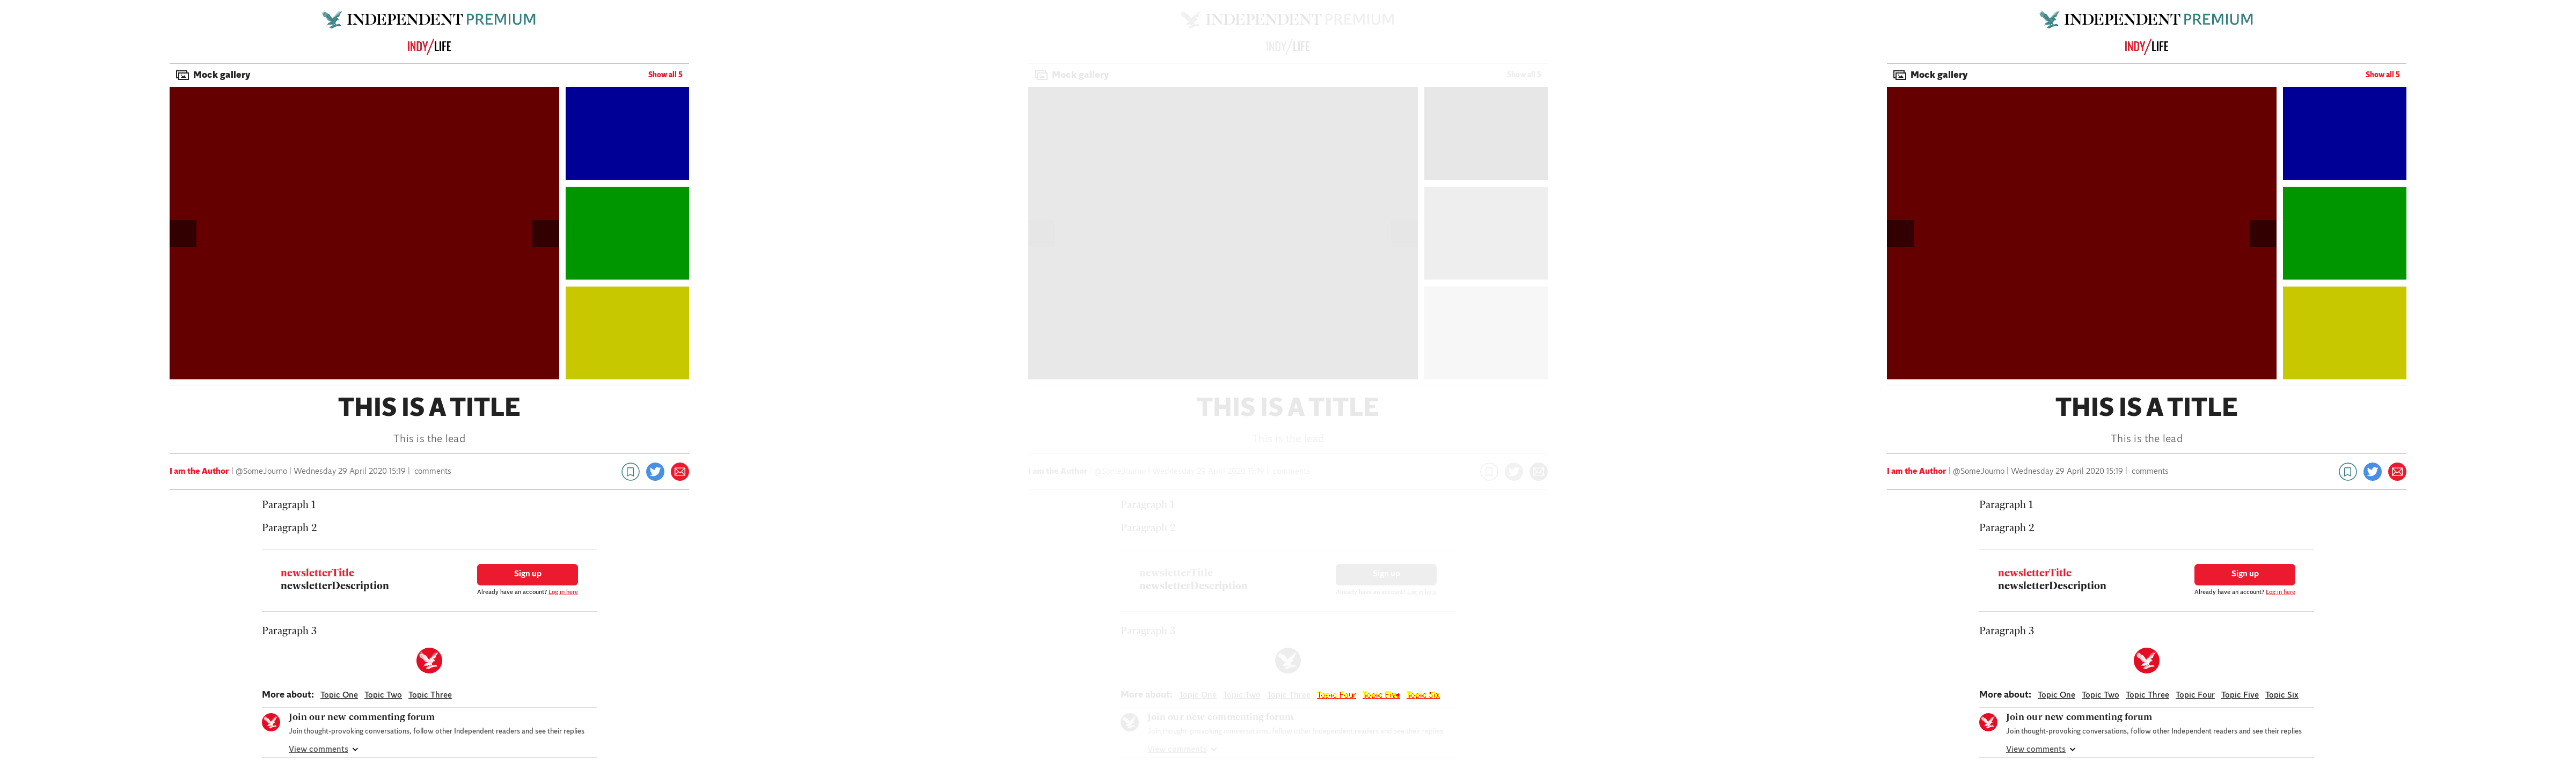 INDEPENDENT PREMIUM
INDY/LIFE
Mock gallery Show all 5
THIS IS A TITLE
This is the lead
I am the Author | @SomeJourno | Wednesday 29 April 2020 15:19 | comments
Paragraph 1
Paragraph 2
newsletterTitle
newsletterDescription
Sign up
Already have an account? Log in here
Paragraph 3
More about: Topic One Topic Two Topic Three
Join our new commenting forum
Join thought-provoking conversations, follow other Independent readers and see their replies
View comments
INDEPENDENT PREMIUM
INDY/LIFE
Mock gallery Show all 5
THIS IS A TITLE
This is the lead
I am the Author | @SomeJourno | Wednesday 29 April 2020 15:19 | comments
Paragraph 1
Paragraph 2
newsletterTitle
newsletterDescription
Sign up
Already have an account? Log in here
Paragraph 3
More about: Topic One Topic Two Topic Three Topic Four Topic Five Topic Six
Join our new commenting forum
Join thought-provoking conversations, follow other Independent readers and see their replies
View comments
INDEPENDENT PREMIUM
INDY/LIFE
Mock gallery Show all 5
THIS IS A TITLE
This is the lead
I am the Author | @SomeJourno | Wednesday 29 April 2020 15:19 | comments
Paragraph 1
Paragraph 2
newsletterTitle
newsletterDescription
Sign up
Already have an account? Log in here
Paragraph 3
More about: Topic One Topic Two Topic Three Topic Four Topic Five Topic Six
Join our new commenting forum
Join thought-provoking conversations, follow other Independent readers and see their replies
View comments